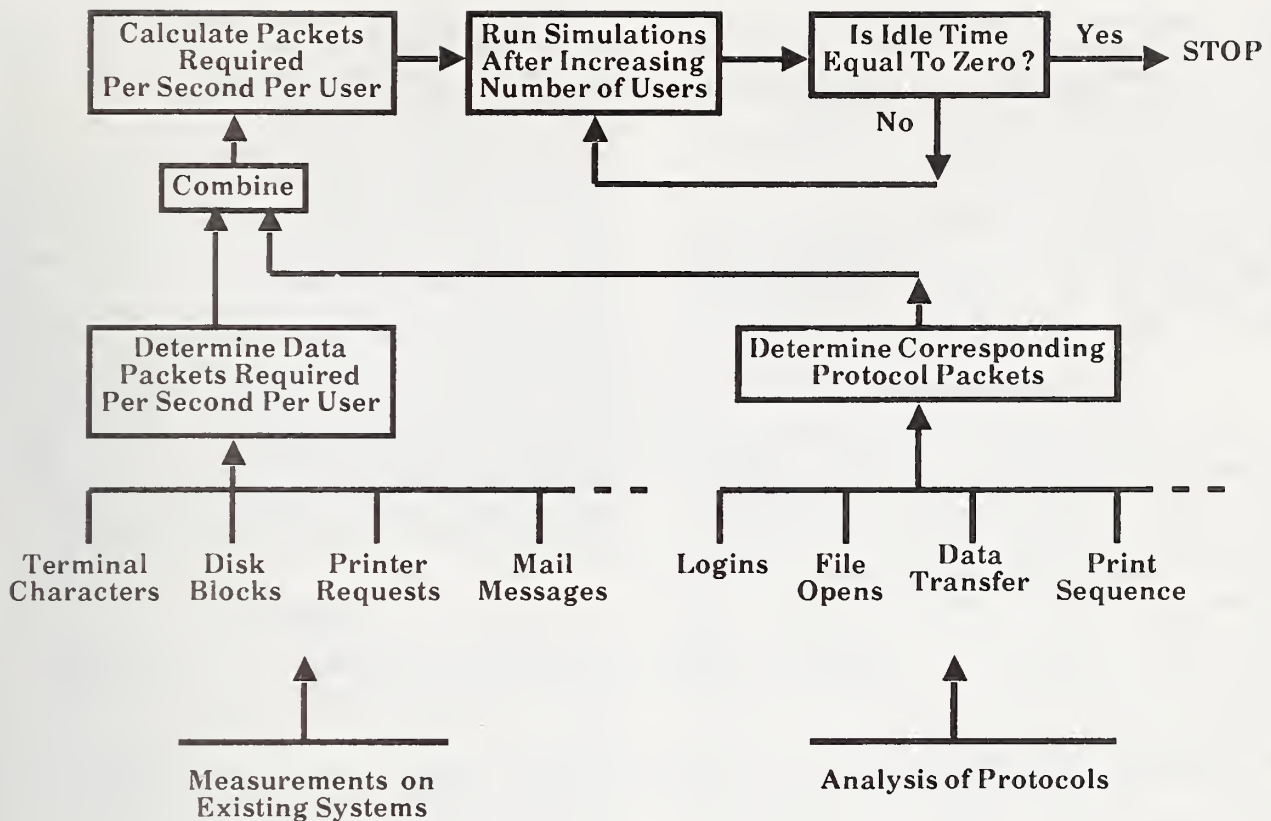 Calculate Packets
Required
Per Second Per User
Run Simulations
After Increasing
Number of Users
Is Idle Time
Equal To Zero ?
Yes
STOP
No
Combine
Determine Data
Packets Required
Per Second Per User
Determine Corresponding
Protocol Packets
Terminal
Characters
Disk
Blocks
Printer
Requests
Mail
Messages
Logins
File
Opens
Data
Transfer
Print
Sequence
Measurements on
Existing Systems
Analysis of Protocols